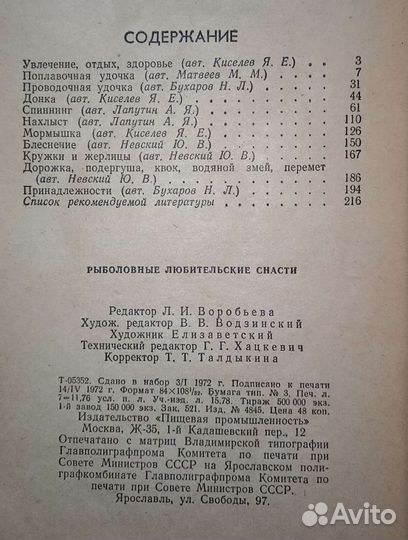 СОДЕРЖАНИЕ
Увлечение, отдых, здоровье (авт. Киселев Я. Е.) . . 3
Поплавочная удочка (авт. Матвеев М. М.) . . . . 7
Проводочная удочка (авт. Бухаров Н. Л.) . . . . 31
Донка (авт. Киселев Я. Е.) . . . . . . . . 44
Спиннинг (авт. Лапутин А. Я.) . . . . . . . 61
Нахлыст (авт. Лапутин А. Я.) . . . . . . . 110
Мормышка (авт. Киселев Я. Е.) . . . . . . . 126
Блеснение (авт. Невский Ю. В.) . . . . . . . 150
Кружки и жерлицы (авт. Невский Ю. В.) . . . . . 167
Дорожка, подергуша, квок, водяной змей, перемет
(авт. Невский Ю. В.) . . . . . . . . . 186
Принадлежности (авт. Бухаров Н. Л.) . . . . . 194
Список рекомендуемой литературы . . . . . . 216
РЫБОЛОВНЫЕ ЛЮБИТЕЛЬСКИЕ СНАСТИ
Редактор Л. И. Воробьева
Худож. редактор В. В. Водзинский
Художник Елизаветский
Технический редактор Г. Г. Хацкевич
Корректор Т. Т. Талдыкина
Т-05352. Сдано в набор 3/I 1972 г. Подписано к печати
14/IV 1972 г. Формат 84×108¹/₃₂. Бумага тип. № 3. Печ. л.
7=11,76 усл. п. л. Уч.-изд. л. 15,78. Тираж 500 000 экз.
1-й завод 150 000 экз. Зак. 521. Изд. № 4845. Цена 48 коп.
Издательство «Пищевая промышленность»
Москва, Ж-35, 1-й Кадашевский пер., 12
Отпечатано с матриц Владимирской типографии
Главполиграфпрома Комитета по печати при
Совете Министров СССР на Ярославском поли-
графкомбинате Главполиграфпрома Комитета
по печати при Совете Министров СССР.
Ярославль, ул. Свободы, 97.
Avito